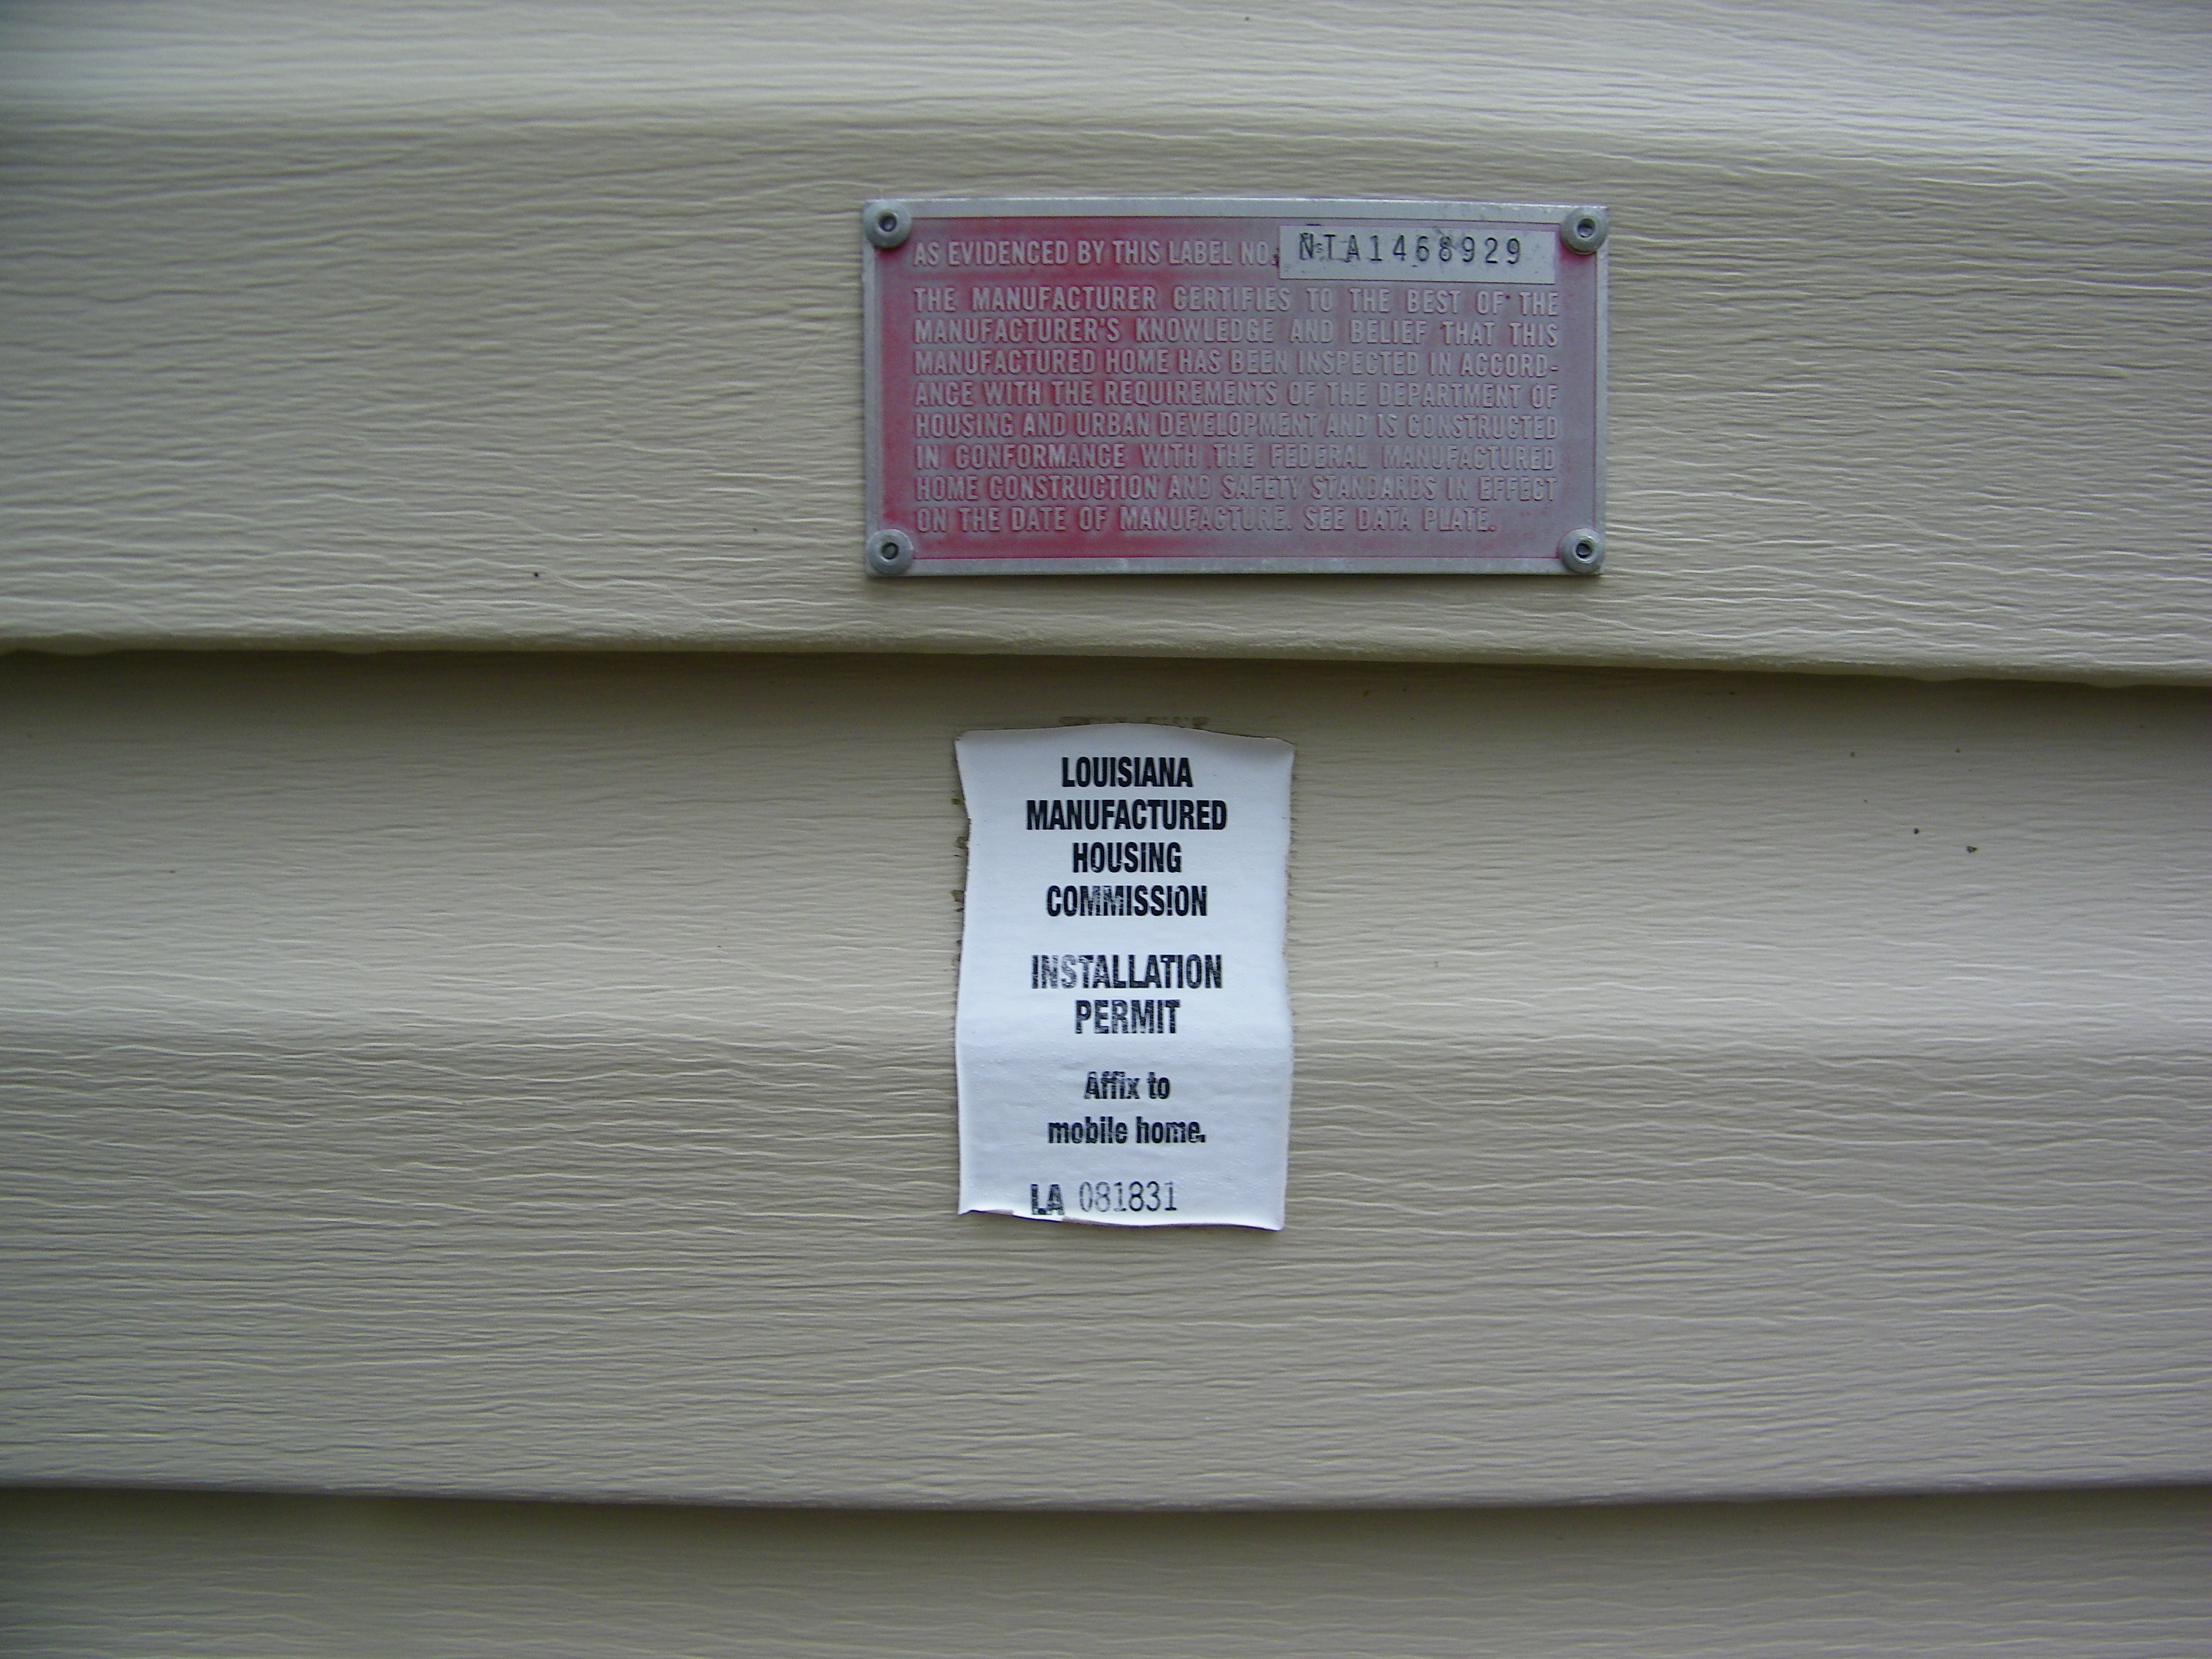 AS EVIDENCED BY THIS LABEL NO. NTA1468929
THE MANUFACTURER CERTIFIES TO THE BEST OF THE
MANUFACTURER'S KNOWLEDGE AND BELIEF THAT THIS
MANUFACTURED HOME HAS BEEN INSPECTED IN ACCORD-
ANCE WITH THE REQUIREMENTS OF THE DEPARTMENT OF
HOUSING AND URBAN DEVELOPMENT AND IS CONSTRUCTED
IN CONFORMANCE WITH THE FEDERAL MANUFACTURED
HOME CONSTRUCTION AND SAFETY STANDARDS IN EFFECT
ON THE DATE OF MANUFACTURE. SEE DATA PLATE.
LOUISIANA
MANUFACTURED
HOUSING
COMMISSION
INSTALLATION
PERMIT
Affix to
mobile home.
LA 081831